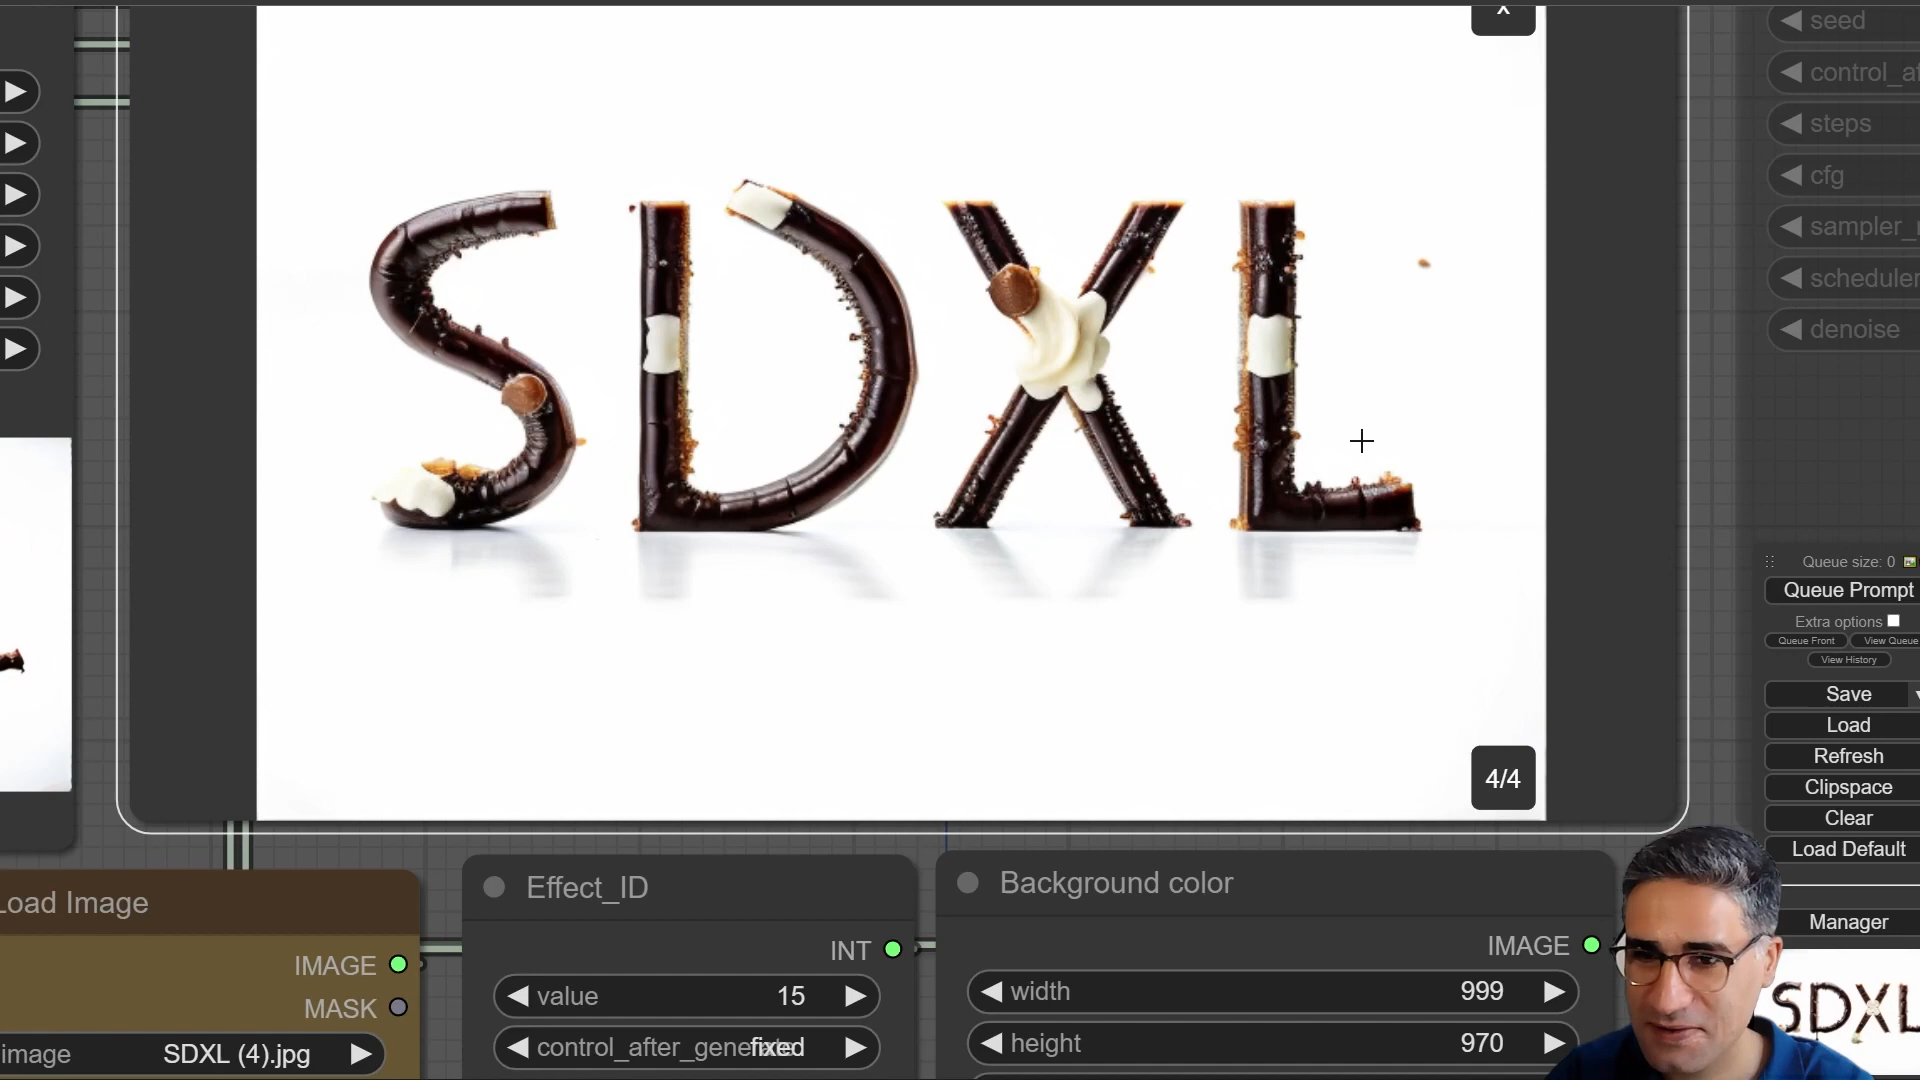 x
seed
control_af
steps
cfg
sampler_
scheduler
denoise
SDXL
Queue size: 0
Queue Prompt
Extra options
Queue Front
View Queue
View History
Save
Load
Refresh
Clipspace
Clear
Load Default
4/4
Manager
SDXL
Load Image
IMAGE
MASK
image
SDXL (4).jpg
Effect_ID
INT
value
15
control_after_gene
fixed
Background color
IMAGE
width
999
height
970